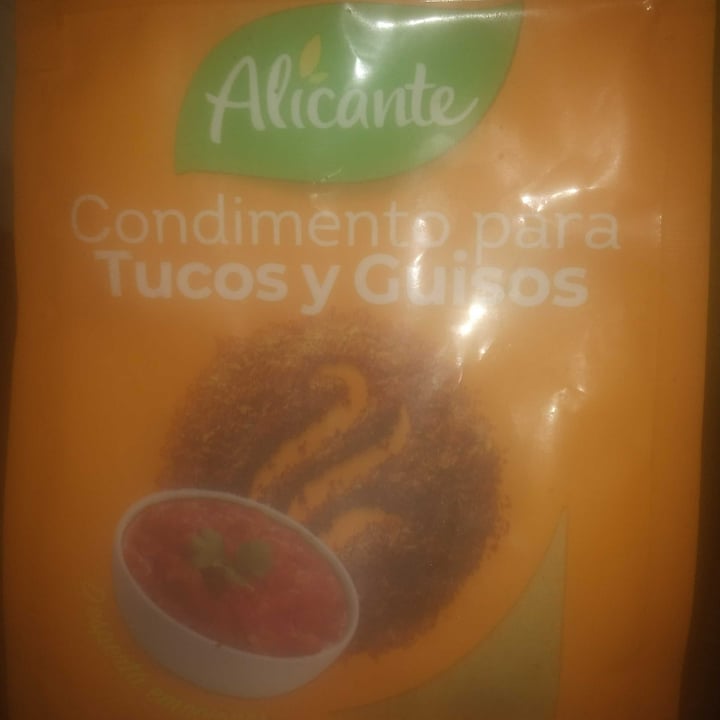 Alicante
Condimento para
Tucos y Guisos